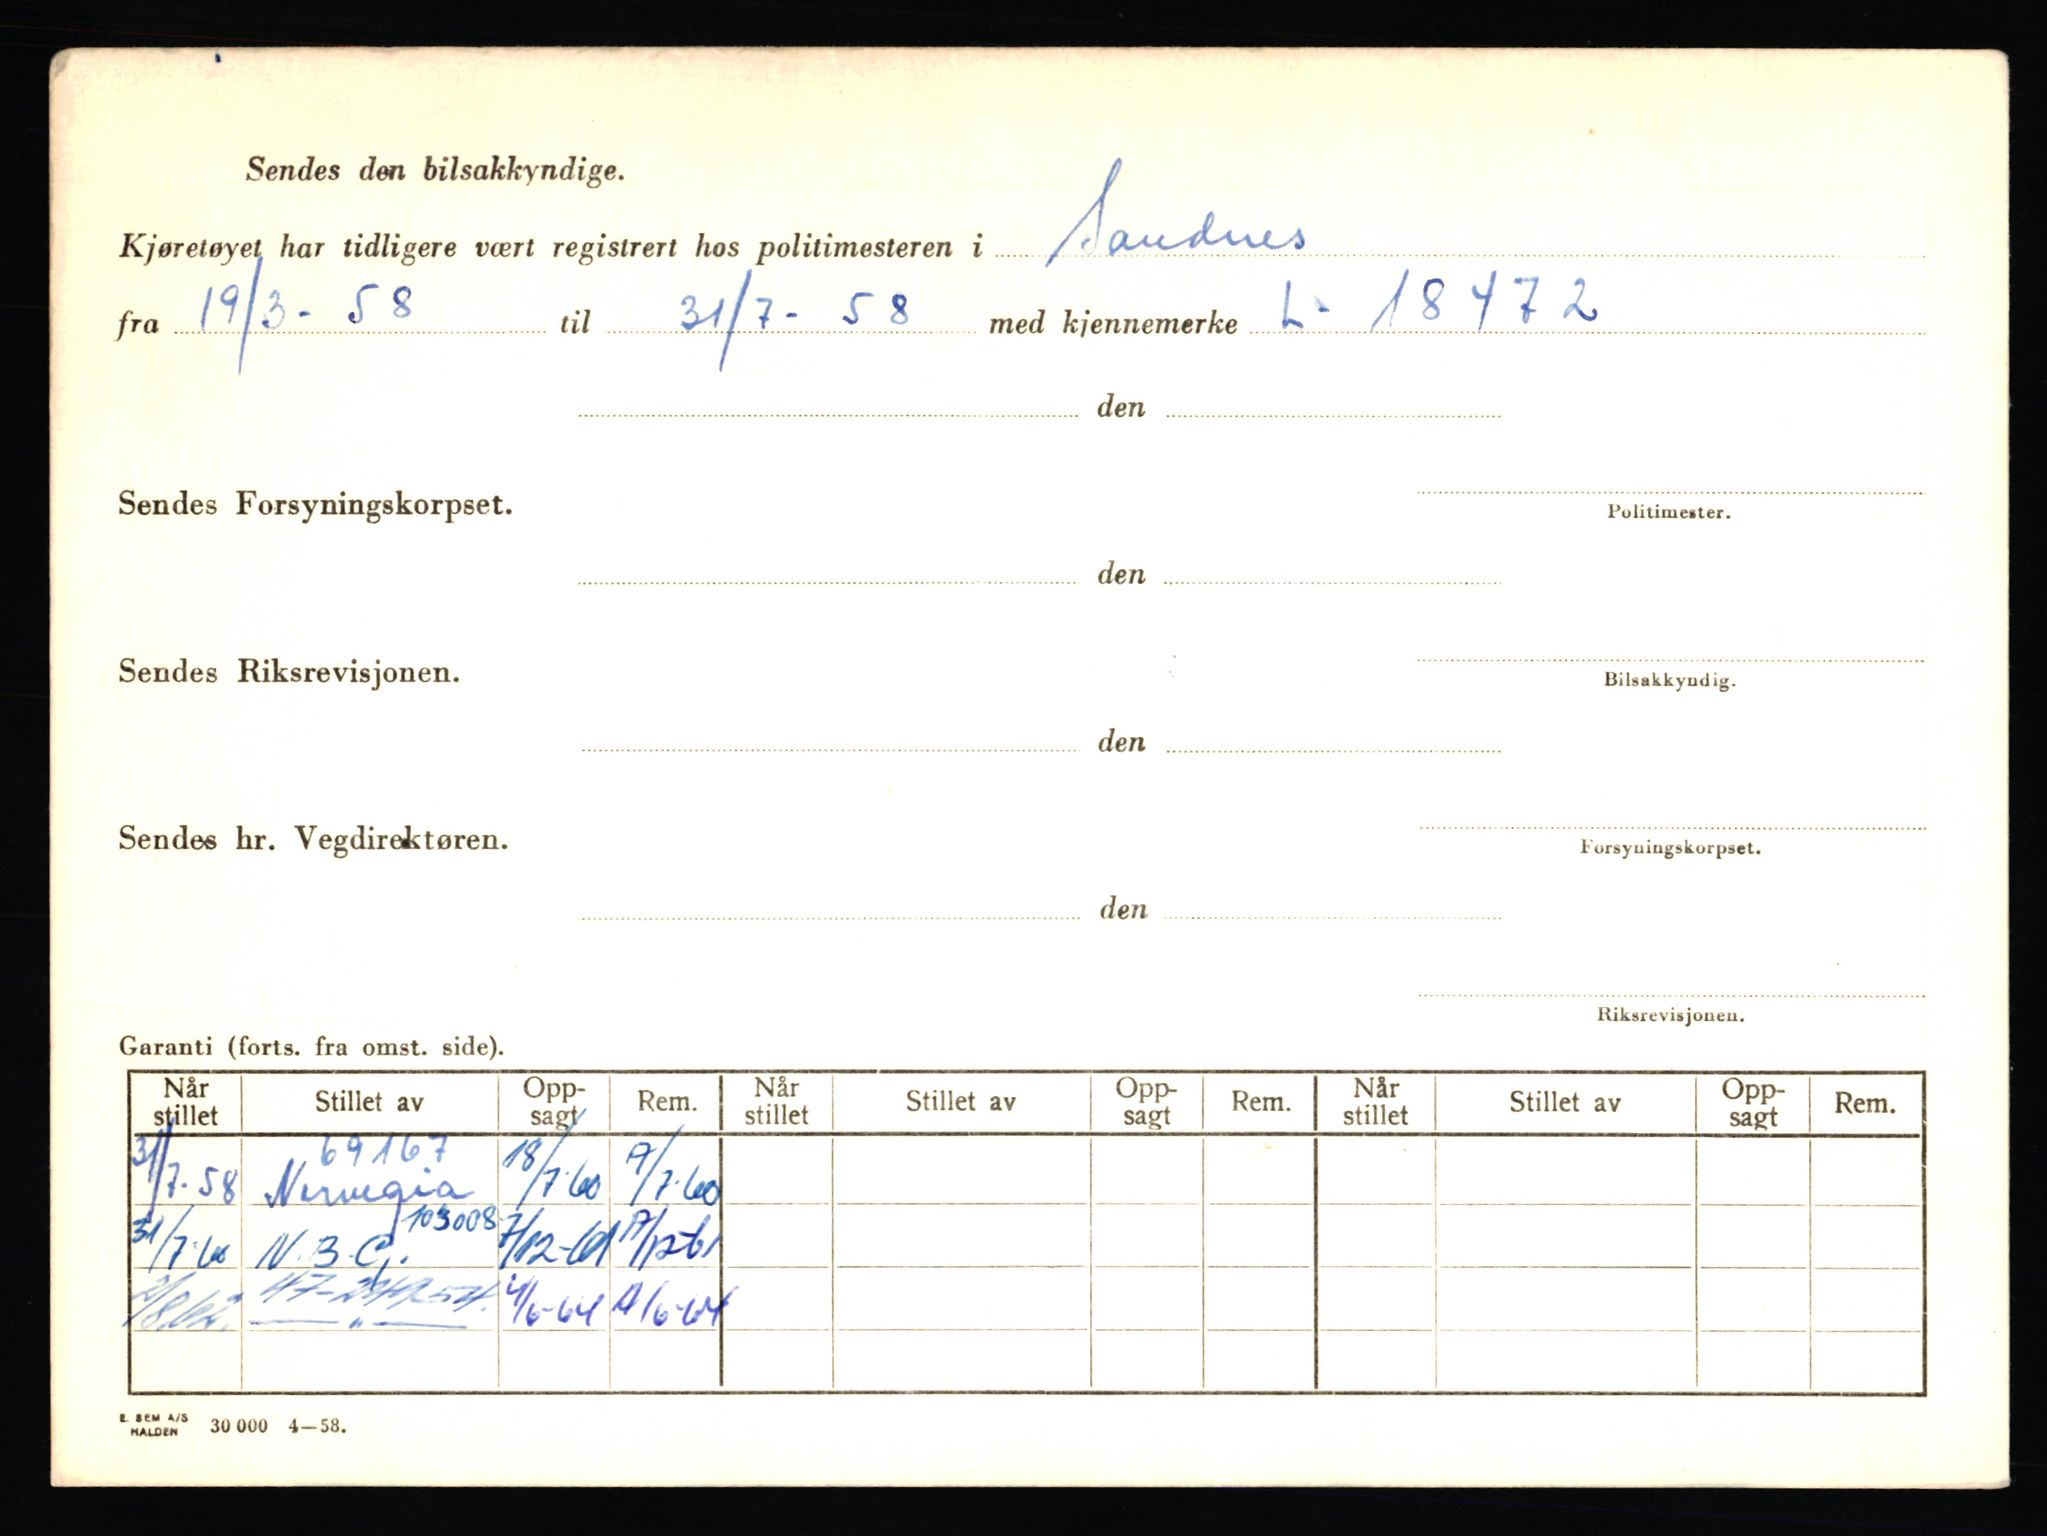 Sendes den bilsakkyndige.
Kjøretøyet har tidligere vært registrert hos politimesteren i Sandnes
fra 19/3- 58 til 31/7- 58 med kjennemerke L- 18472
den
Sendes Forsyningskorpset.
Politimester.
den
Sendes Riksrevisjonen.
Bilsakkyndig.
den
Sendes hr. Vegdirektøren.
Forsyningskorpset.
den
Riksrevisjonen.
Garanti (forts. fra omst. side).
Når stillet Stillet av Opp-sagt Rem. Når stillet Stillet av Opp-sagt Rem. Når stillet Stillet av Opp-sagt Rem.
69167
31/7-58 Norvegia 18/7-60 A/7-60
103008
31/7-60 N.B.C. 7/12-61 A/12-61
— " — 4/6-64 A/6-64
E. SEM A/S
HALDEN 30 000 4—58.